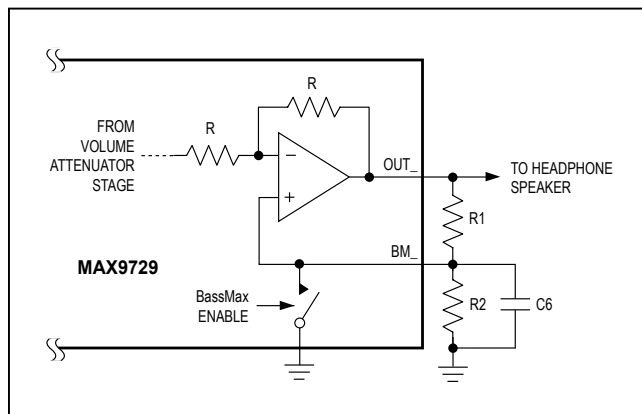 R
FROM
VOLUME
ATTENUATOR
STAGE
R
−
+
OUT_
TO HEADPHONE
SPEAKER
R1
BM_
MAX9729
BassMax
ENABLE
R2
C6